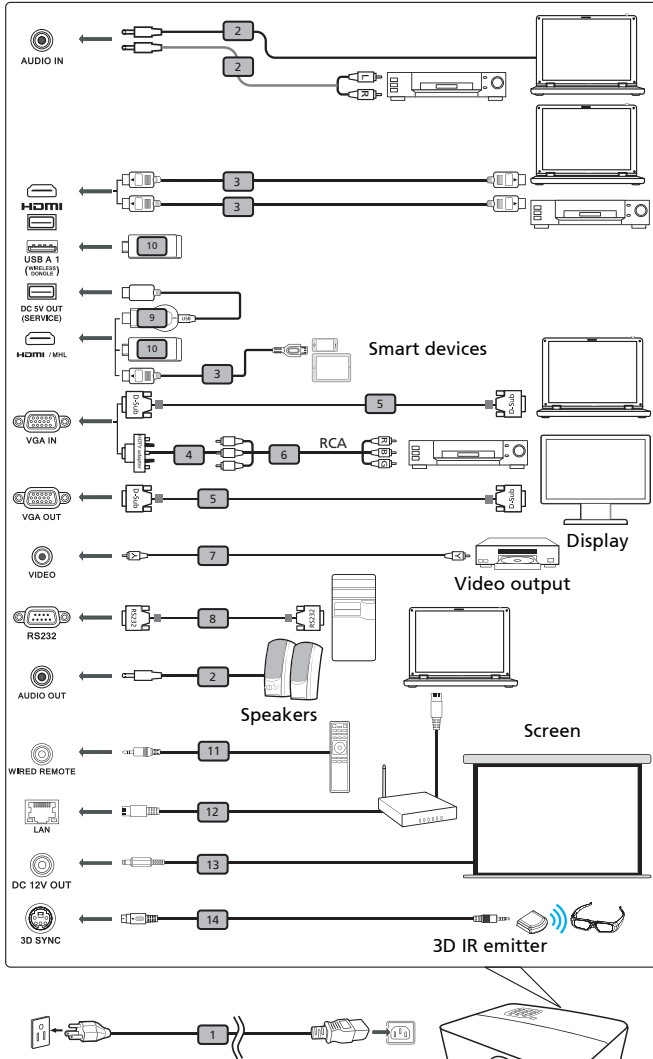 2
AUDIO IN
2
L
R
3
HDMI
3
USB A 1
(WIRELESS DONGLE)
10
DC 5V OUT
(SERVICE)
9
USB
HDMI / MHL
10
3
Smart devices
D-Sub
5
D-Sub
VGA IN
HDTV adapter
4
6
RCA
R
B
G
D-Sub
5
D-Sub
VGA OUT
Display
7
VIDEO
Video output
RS232
8
RS232
RS232
2
AUDIO OUT
Speakers
Screen
11
WIRED REMOTE
12
LAN
13
DC 12V OUT
14
3D SYNC
3D IR emitter
1